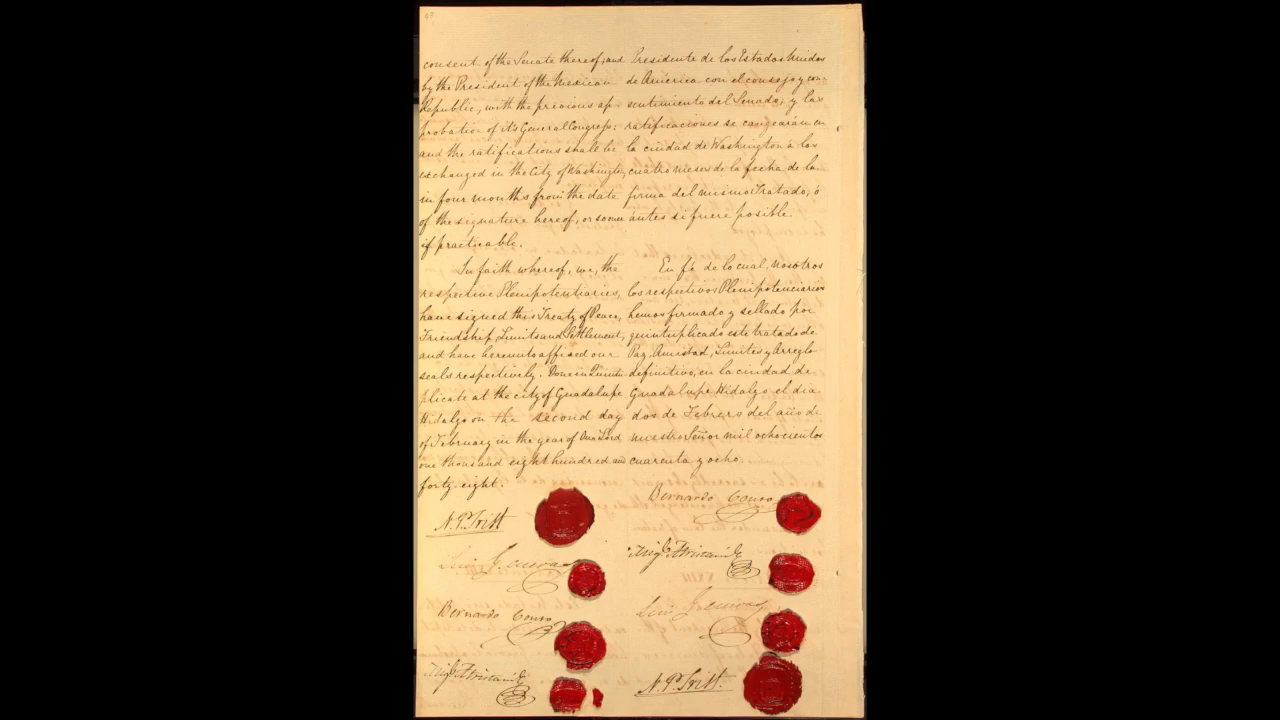 consent of the Senate thereof; and
by the President of the Mexican
Republic, with the previous ap-
probation of its General Congress:
and the ratifications shall be
exchanged in the City of Washington,
in four months from the date
of the signature hereof, or sooner
if practicable.
In faith whereof, we, the
respective Plenipotentiaries,
have signed this Treaty of Peace,
Friendship, Limits and Settlement,
and have hereunto affixed our
seals respectively. Done in Quintu-
plicate at the city of Guadalupe
Hidalgo on the second day
of February in the year of Our Lord
one thousand eight hundred and
forty-eight.
N. P. Trist
Luis G. Cuevas
Bernardo Couto
Migl. Atristain
Presidente de los Estados Unidos
de América con el consejo y con-
sentimiento del Senado; y las
ratificaciones se cangearán en
la ciudad de Washington á los
cuatro meses de la fecha de la
firma del mismo Tratado, ó
ántes si fuere posible.
En fé de lo cual, nosotros
los respectivos Plenipotenciarios
hemos firmado y sellado por
quintuplicado este tratado de
Paz, Amistad, Límites y Arreglo
definitivo, en la ciudad de
Guadalupe Hidalgo el dia
dos de Febrero del año de
nuestro Señor mil ochocientos
cuarenta y ocho.
Bernardo Couto
Migl. Atristain
Luis G. Cuevas
N. P. Trist.